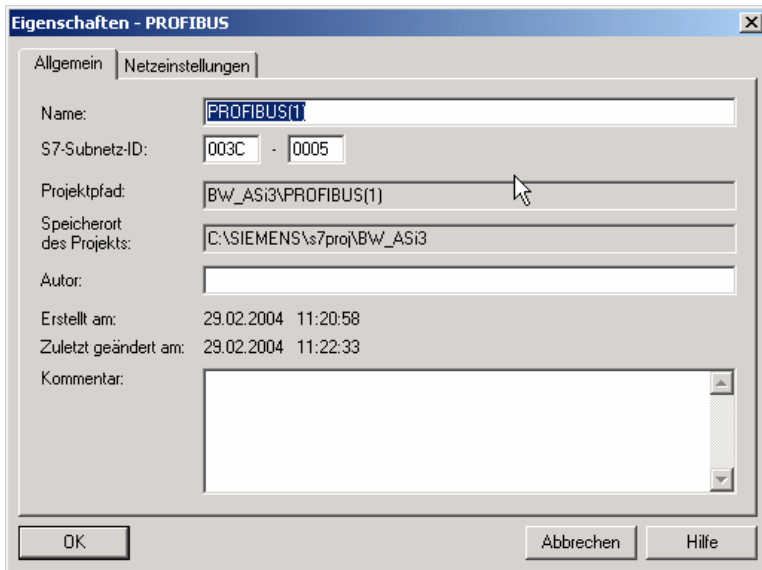 Eigenschaften - PROFIBUS
Allgemein Netzeinstellungen
Name: PROFIBUS(1)
S7-Subnetz-ID: 003C - 0005
Projektpfad: BW_ASi3\PROFIBUS(1)
Speicherort
des Projekts: C:\SIEMENS\s7proj\BW_ASi3
Autor:
Erstellt am: 29.02.2004 11:20:58
Zuletzt geändert am: 29.02.2004 11:22:33
Kommentar:
OK Abbrechen Hilfe